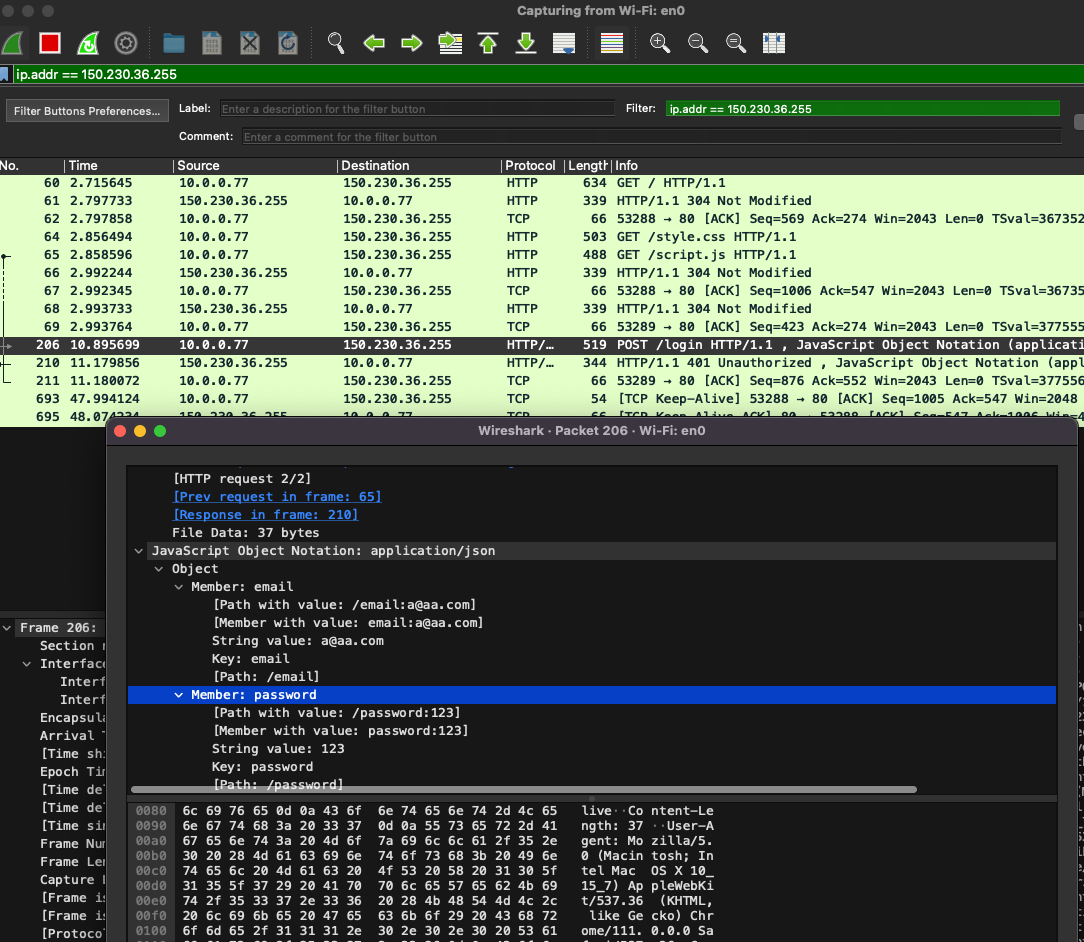 Capturing from Wi-Fi: en0
ip.addr == 150.230.36.255
Filter Buttons Preferences... Label: Enter a description for the filter button Filter: ip.addr == 150.230.36.255
Comment: Enter a comment for the filter button
No. Time Source Destination Protocol Length Info
60 2.715645 10.0.0.77 150.230.36.255 HTTP 634 GET / HTTP/1.1
61 2.797733 150.230.36.255 10.0.0.77 HTTP 339 HTTP/1.1 304 Not Modified
62 2.797858 10.0.0.77 150.230.36.255 TCP 66 53288 → 80 [ACK] Seq=569 Ack=274 Win=2043 Len=0 TSval=367352
64 2.856494 10.0.0.77 150.230.36.255 HTTP 503 GET /style.css HTTP/1.1
65 2.858596 10.0.0.77 150.230.36.255 HTTP 488 GET /script.js HTTP/1.1
66 2.992244 150.230.36.255 10.0.0.77 HTTP 339 HTTP/1.1 304 Not Modified
67 2.992345 10.0.0.77 150.230.36.255 TCP 66 53288 → 80 [ACK] Seq=1006 Ack=547 Win=2043 Len=0 TSval=36735
68 2.993733 150.230.36.255 10.0.0.77 HTTP 339 HTTP/1.1 304 Not Modified
69 2.993764 10.0.0.77 150.230.36.255 TCP 66 53289 → 80 [ACK] Seq=423 Ack=274 Win=2043 Len=0 TSval=377555
206 10.895699 10.0.0.77 150.230.36.255 HTTP/… 519 POST /login HTTP/1.1 , JavaScript Object Notation (applicati
210 11.179856 150.230.36.255 10.0.0.77 HTTP/… 344 HTTP/1.1 401 Unauthorized , JavaScript Object Notation (appl
211 11.180072 10.0.0.77 150.230.36.255 TCP 66 53289 → 80 [ACK] Seq=876 Ack=552 Win=2043 Len=0 TSval=377556
693 47.994124 10.0.0.77 150.230.36.255 TCP 54 [TCP Keep-Alive] 53288 → 80 [ACK] Seq=1005 Ack=547 Win=2048
695 48.074234 150.230.36.255 10.0.0.77 TCP 66 [TCP Keep-Alive ACK] 80 → 53288 [ACK] Seq=547 Ack=1006 Win=4
Wireshark · Packet 206 · Wi-Fi: en0
[HTTP request 2/2]
[Prev request in frame: 65]
[Response in frame: 210]
File Data: 37 bytes
JavaScript Object Notation: application/json
Object
Member: email
[Path with value: /email:a@aa.com]
[Member with value: email:a@aa.com]
String value: a@aa.com
Key: email
[Path: /email]
Member: password
[Path with value: /password:123]
[Member with value: password:123]
String value: 123
Key: password
[Path: /password]
Frame 206:
Section
Interface
Interf
Interf
Encapsula
Arrival T
[Time shi
Epoch Tim
[Time del
[Time del
[Time sin
Frame Num
Frame Len
Capture L
[Frame is
[Frame is
[Protoco
0080 6c 69 76 65 0d 0a 43 6f 6e 74 65 6e 74 2d 4c 65 live··Co ntent-Le
0090 6e 67 74 68 3a 20 33 37 0d 0a 55 73 65 72 2d 41 ngth: 37 ··User-A
00a0 67 65 6e 74 3a 20 4d 6f 7a 69 6c 6c 61 2f 35 2e gent: Mo zilla/5.
00b0 30 20 28 4d 61 63 69 6e 74 6f 73 68 3b 20 49 6e 0 (Macin tosh; In
00c0 74 65 6c 20 4d 61 63 20 4f 53 20 58 20 31 30 5f tel Mac OS X 10_
00d0 31 35 5f 37 29 20 41 70 70 6c 65 57 65 62 4b 69 15_7) Ap pleWebKi
00e0 74 2f 35 33 37 2e 33 36 20 28 4b 48 54 4d 4c 2c t/537.36 (KHTML,
00f0 20 6c 69 6b 65 20 47 65 63 6b 6f 29 20 43 68 72 like Ge cko) Chr
0100 6f 6d 65 2f 31 31 31 2e 30 2e 30 2e 30 20 53 61 ome/111. 0.0.0 Sa